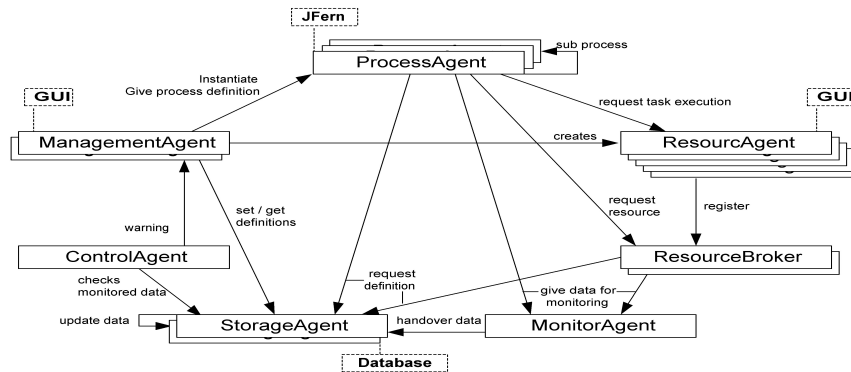 JFern
sub process
ProcessAgent
Instantiate
Give process definition
request task execution
GUI
GUI
ManagementAgent
creates
ResourcAgent
set / get
definitions
request
resource
register
warning
ControlAgent
ResourceBroker
checks
monitored data
request
definition
give data for
monitoring
update data
StorageAgent
handover data
MonitorAgent
Database